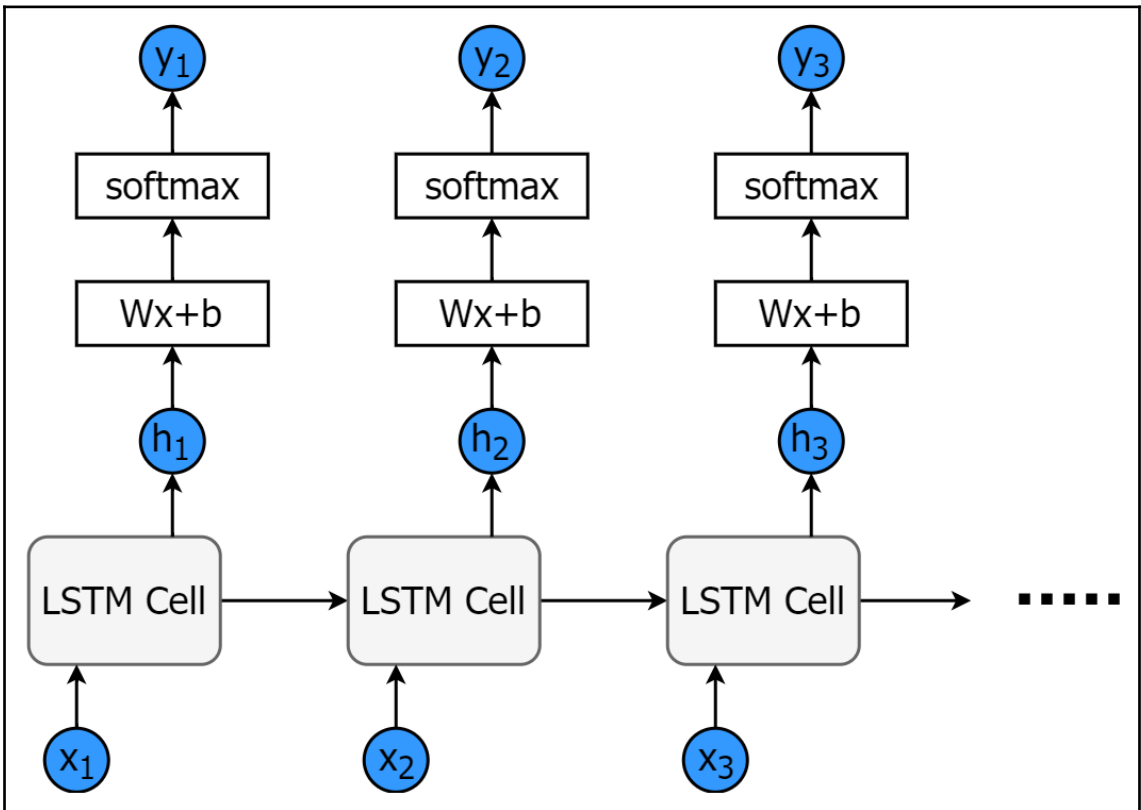 y₁ y₂ y₃
softmax softmax softmax
Wx+b Wx+b Wx+b
h₁ h₂ h₃
LSTM Cell LSTM Cell LSTM Cell .....
x₁ x₂ x₃